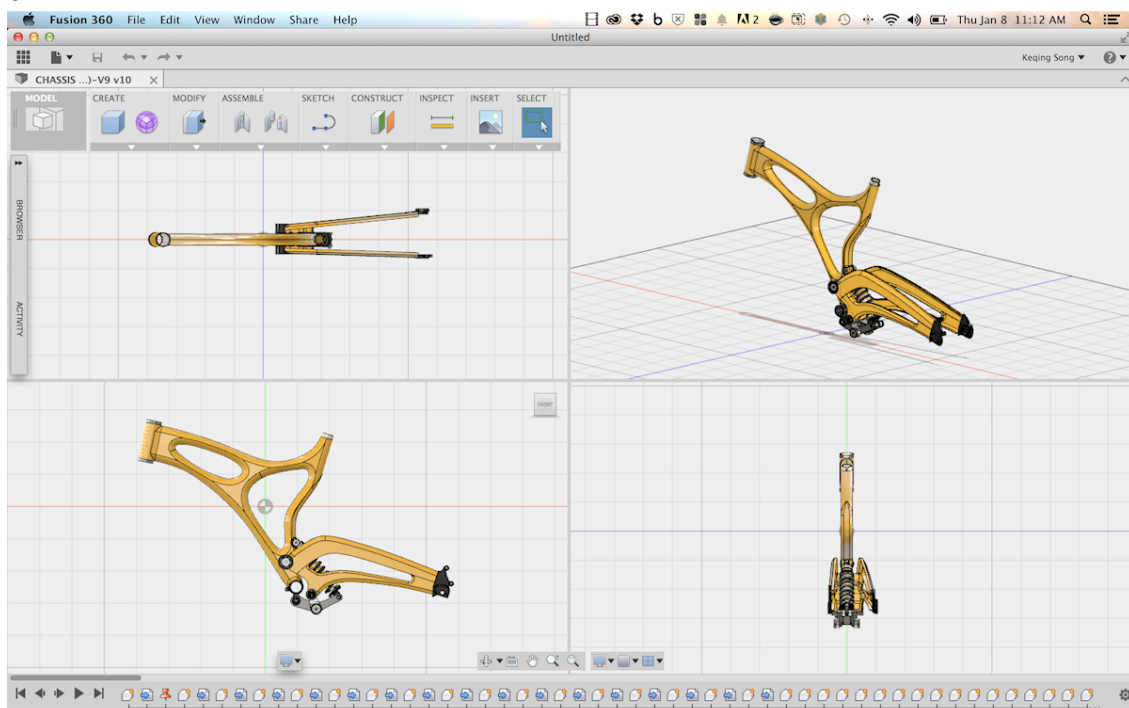 Fusion 360 File Edit View Window Share Help 2 Thu Jan 8 11:12 AM
Untitled
Keqing Song
CHASSIS ...)-V9 v10
MODEL CREATE MODIFY ASSEMBLE SKETCH CONSTRUCT INSPECT INSERT SELECT
BROWSER
ACTIVITY
FRONT